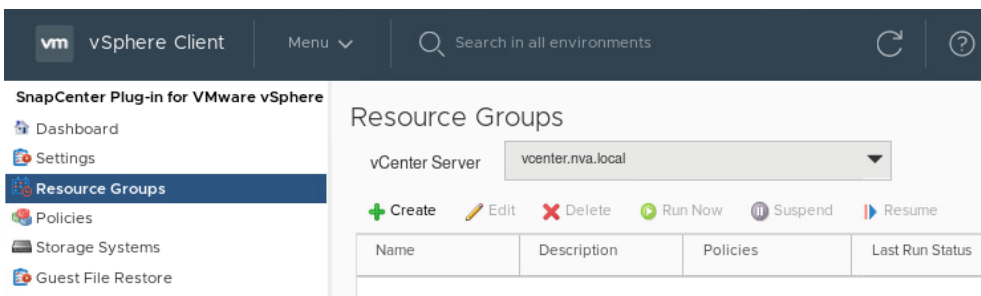 vm vSphere Client Menu Search in all environments
SnapCenter Plug-in for VMware vSphere
Dashboard
Settings
Resource Groups
Policies
Storage Systems
Guest File Restore
Resource Groups
vCenter Server vcenter.nva.local
Create Edit Delete Run Now Suspend Resume
Name Description Policies Last Run Status